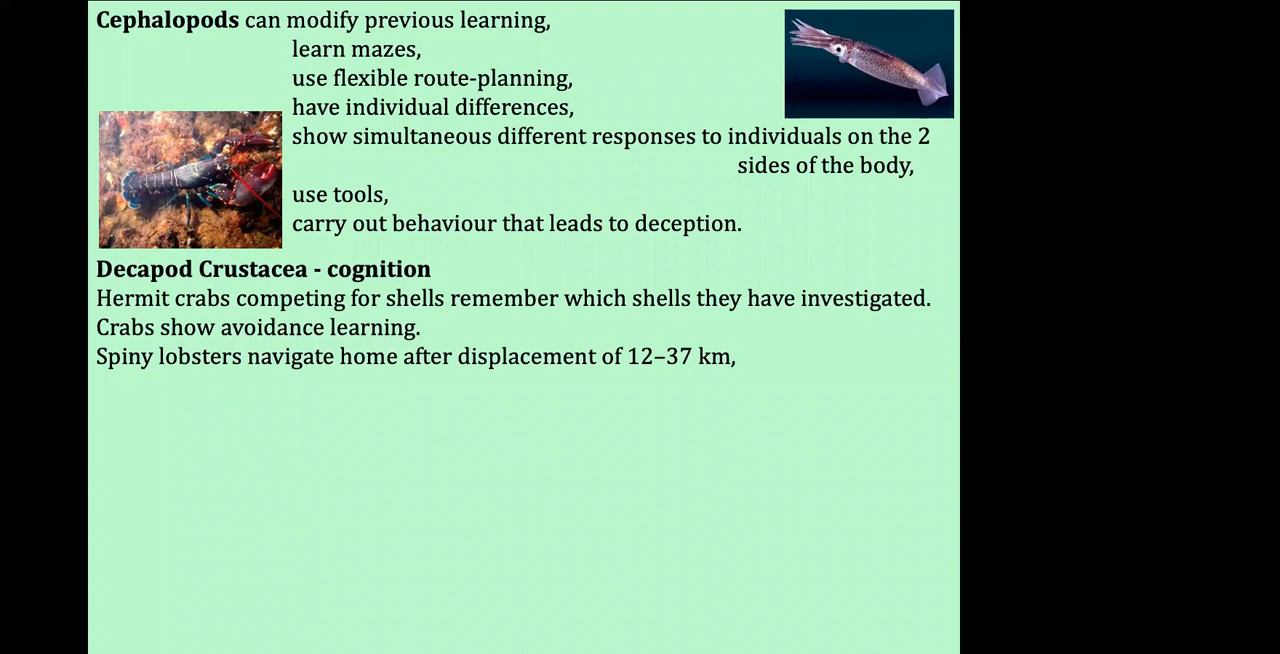 Cephalopods can modify previous learning,
learn mazes,
use flexible route-planning,
have individual differences,
show simultaneous different responses to individuals on the 2
sides of the body,
use tools,
carry out behaviour that leads to deception.
Decapod Crustacea - cognition
Hermit crabs competing for shells remember which shells they have investigated.
Crabs show avoidance learning.
Spiny lobsters navigate home after displacement of 12–37 km,